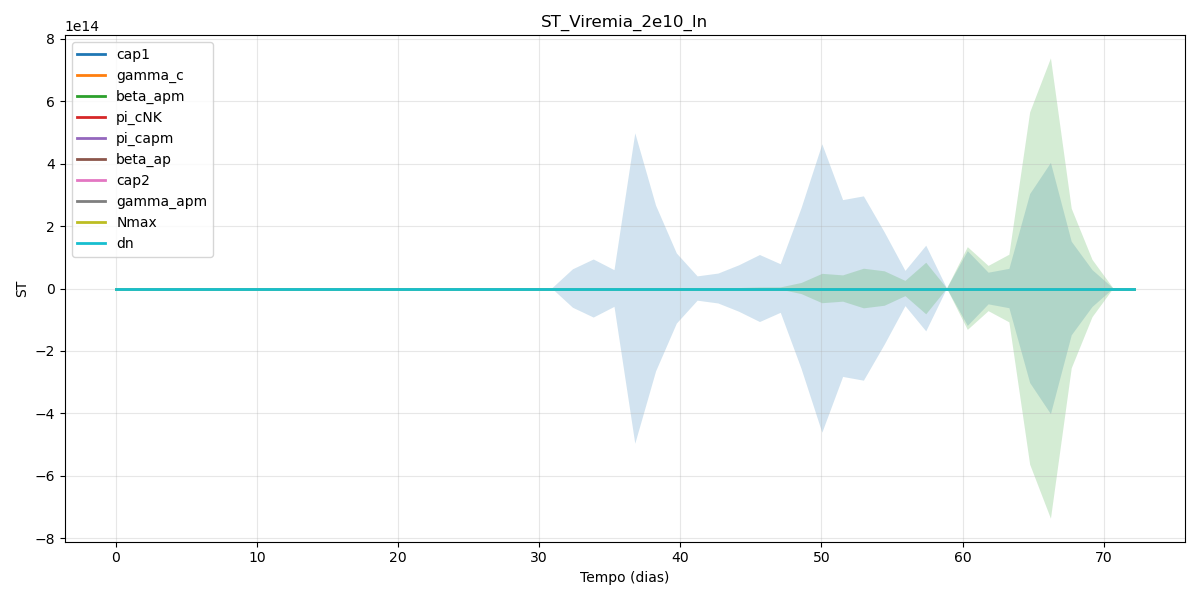 ST_Viremia_2e10_ln
1e14
8
6
4
2
0
−2
−4
−6
−8
ST
cap1
gamma_c
beta_apm
pi_cNK
pi_capm
beta_ap
cap2
gamma_apm
Nmax
dn
0 10 20 30 40 50 60 70
Tempo (dias)